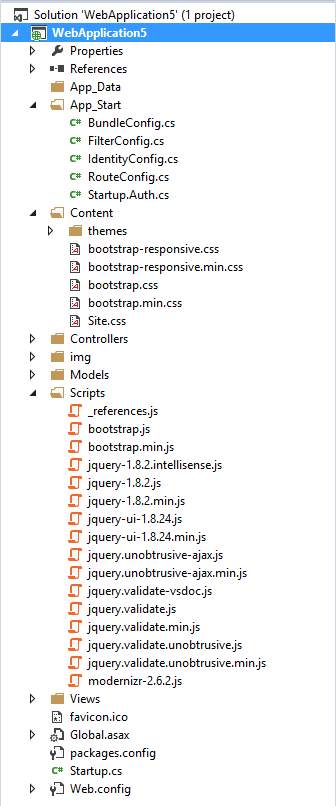 Solution 'WebApplication5' (1 project)
WebApplication5
Properties
References
App_Data
App_Start
BundleConfig.cs
FilterConfig.cs
IdentityConfig.cs
RouteConfig.cs
Startup.Auth.cs
Content
themes
bootstrap-responsive.css
bootstrap-responsive.min.css
bootstrap.css
bootstrap.min.css
Site.css
Controllers
img
Models
Scripts
_references.js
bootstrap.js
bootstrap.min.js
jquery-1.8.2.intellisense.js
jquery-1.8.2.js
jquery-1.8.2.min.js
jquery-ui-1.8.24.js
jquery-ui-1.8.24.min.js
jquery.unobtrusive-ajax.js
jquery.unobtrusive-ajax.min.js
jquery.validate-vsdoc.js
jquery.validate.js
jquery.validate.min.js
jquery.validate.unobtrusive.js
jquery.validate.unobtrusive.min.js
modernizr-2.6.2.js
Views
favicon.ico
Global.asax
packages.config
Startup.cs
Web.config